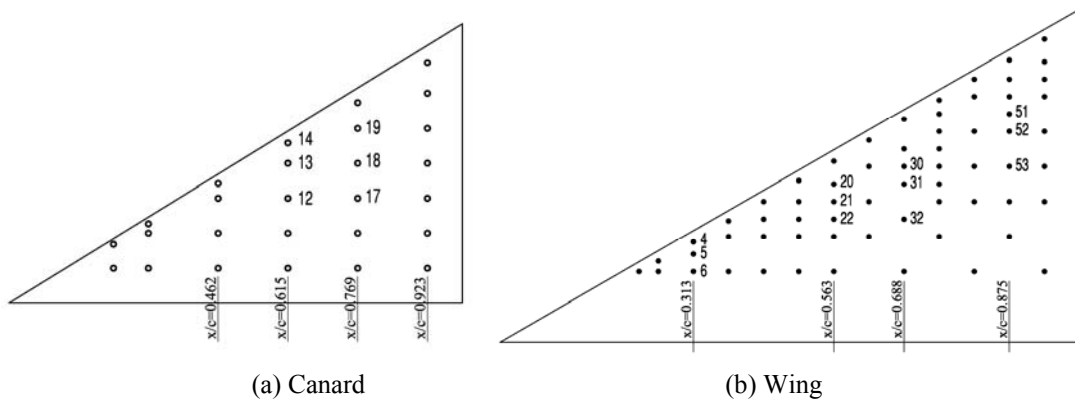 14
13
12
19
18
17
x/c=0.462
x/c=0.615
x/c=0.769
x/c=0.923
(a) Canard
51
52
53
30
31
32
20
21
22
4
5
6
x/c=0.313
x/c=0.563
x/c=0.688
x/c=0.875
(b) Wing